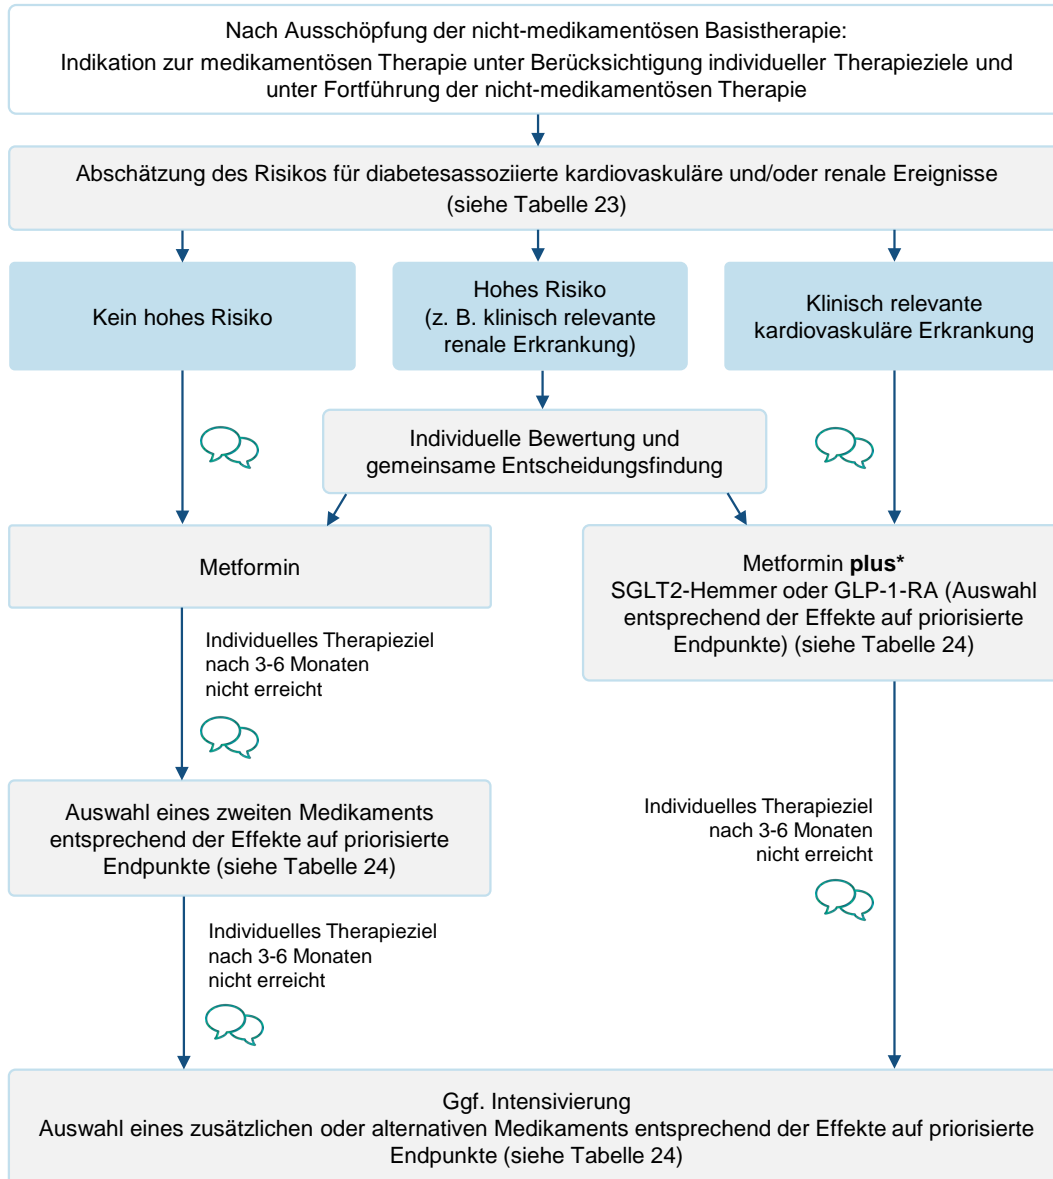 Nach Ausschöpfung der nicht-medikamentösen Basistherapie:
Indikation zur medikamentösen Therapie unter Berücksichtigung individueller Therapieziele und
unter Fortführung der nicht-medikamentösen Therapie
Abschätzung des Risikos für diabetesassoziierte kardiovaskuläre und/oder renale Ereignisse
(siehe Tabelle 23)
Kein hohes Risiko
Hohes Risiko
(z. B. klinisch relevante
renale Erkrankung)
Klinisch relevante
kardiovaskuläre Erkrankung
Individuelle Bewertung und
gemeinsame Entscheidungsfindung
Metformin
Metformin plus*
SGLT2-Hemmer oder GLP-1-RA (Auswahl
entsprechend der Effekte auf priorisierte
Endpunkte) (siehe Tabelle 24)
Individuelles Therapieziel
nach 3-6 Monaten
nicht erreicht
Auswahl eines zweiten Medikaments
entsprechend der Effekte auf priorisierte
Endpunkte (siehe Tabelle 24)
Individuelles Therapieziel
nach 3-6 Monaten
nicht erreicht
Individuelles Therapieziel
nach 3-6 Monaten
nicht erreicht
Ggf. Intensivierung
Auswahl eines zusätzlichen oder alternativen Medikaments entsprechend der Effekte auf priorisierte
Endpunkte (siehe Tabelle 24)